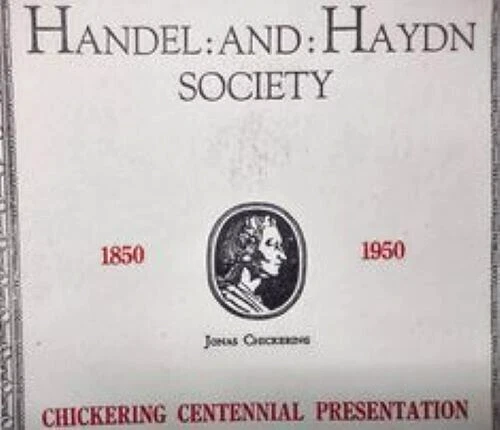 HANDEL:AND:HAYDN
SOCIETY
1850 1950
JONAS CHICKERING
CHICKERING CENTENNIAL PRESENTATION